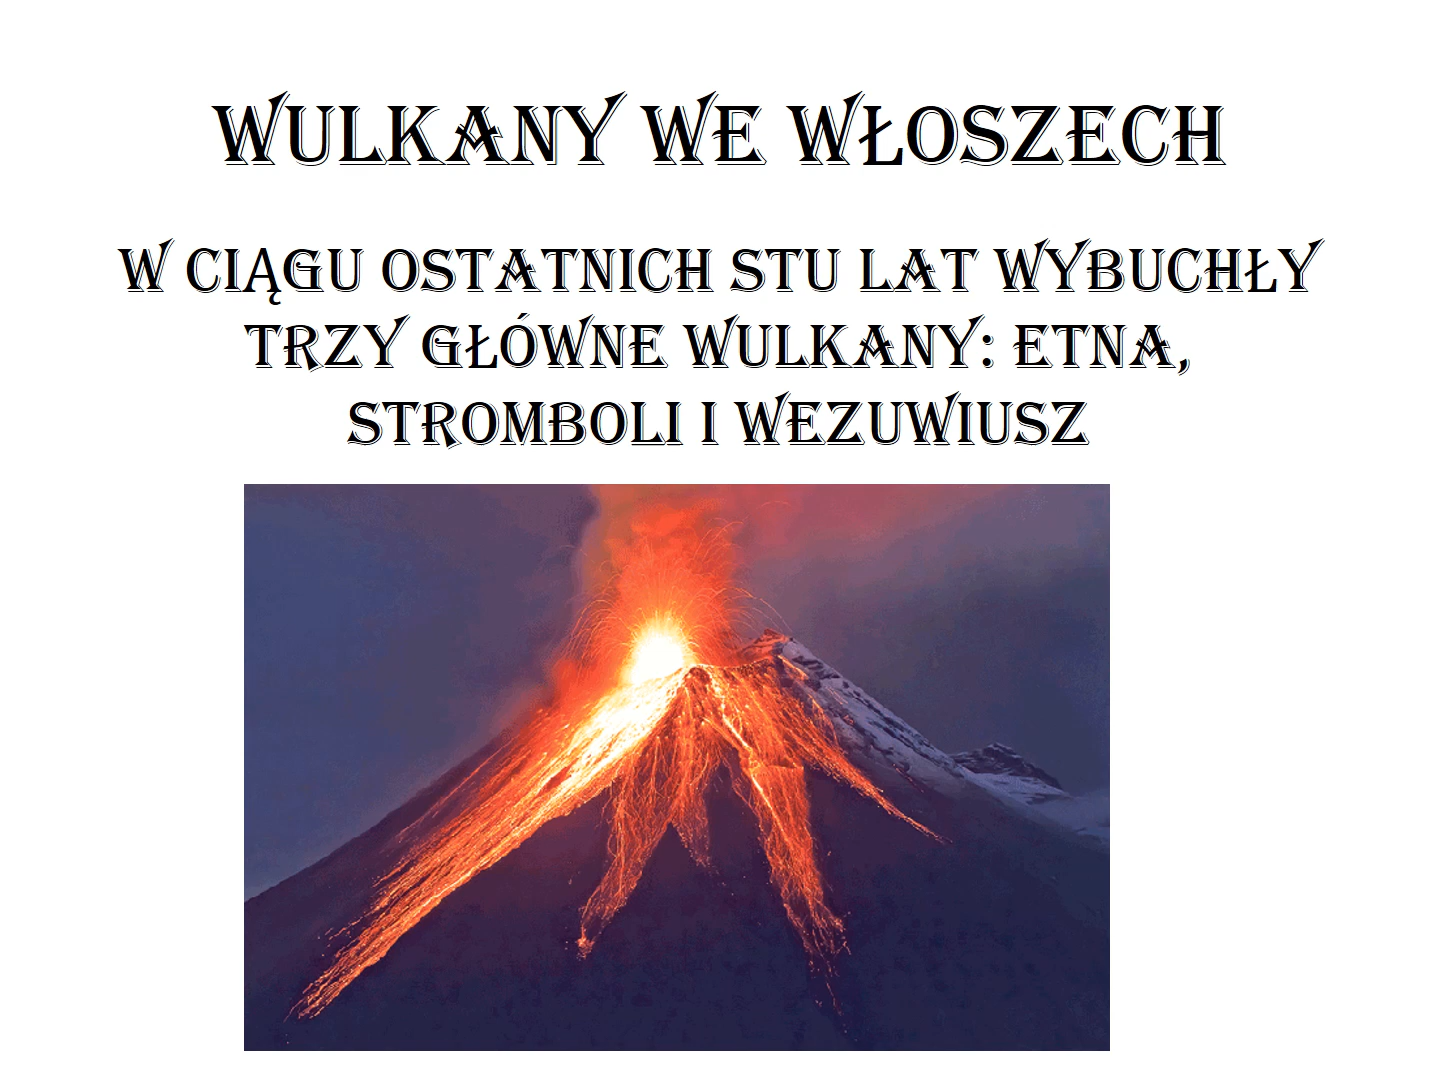 WULKANY WE WŁOSZECH
W CIĄGU OSTATNICH STU LAT WYBUCHŁY
TRZY GŁÓWNE WULKANY: ETNA,
STROMBOLI I WEZUWIUSZ